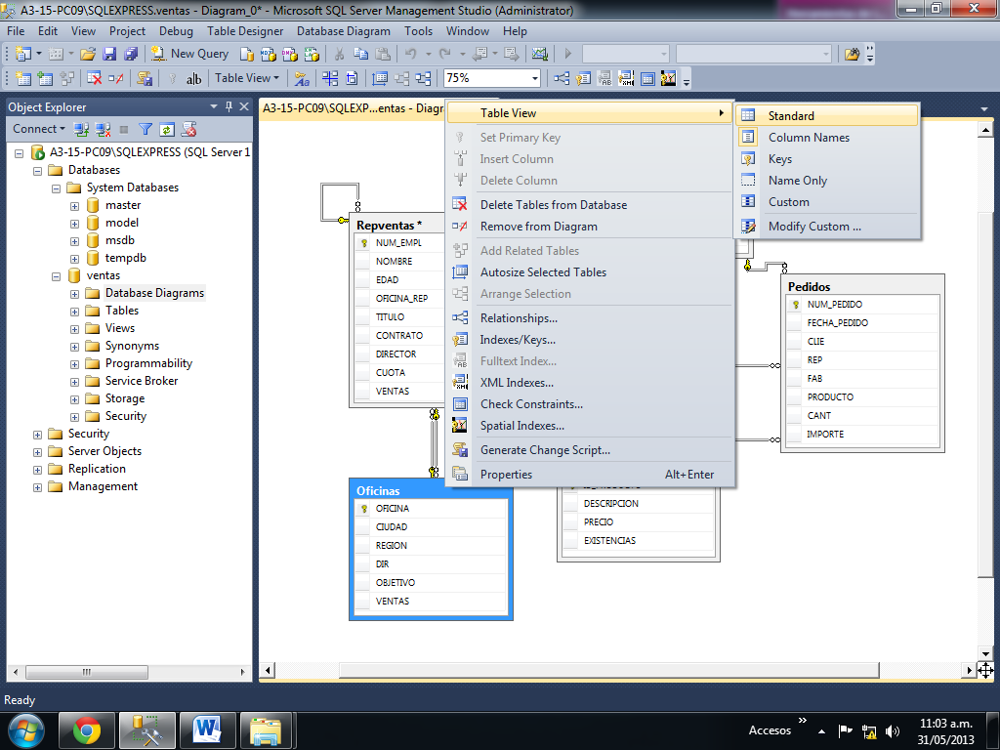 A3-15-PC09\SQLEXPRESS.ventas - Diagram_0* - Microsoft SQL Server Management Studio (Administrator)
File Edit View Project Debug Table Designer Database Diagram Tools Window Help
New Query
ab| Table View 75%
Object Explorer
Connect
A3-15-PC09\SQLEXPRESS (SQL Server 1
Databases
System Databases
master
model
msdb
tempdb
ventas
Database Diagrams
Tables
Views
Synonyms
Programmability
Service Broker
Storage
Security
Security
Server Objects
Replication
Management
A3-15-PC09\SQLEXP...entas - Diagr
Repventas *
NUM_EMPL
NOMBRE
EDAD
OFICINA_REP
TITULO
CONTRATO
DIRECTOR
CUOTA
VENTAS
Oficinas
OFICINA
CIUDAD
REGION
DIR
OBJETIVO
VENTAS
Table View
Set Primary Key
Insert Column
Delete Column
Delete Tables from Database
Remove from Diagram
Add Related Tables
Autosize Selected Tables
Arrange Selection
Relationships...
Indexes/Keys...
Fulltext Index...
XML Indexes...
Check Constraints...
Spatial Indexes...
Generate Change Script...
Properties Alt+Enter
Standard
Column Names
Keys
Name Only
Custom
Modify Custom ...
Pedidos
NUM_PEDIDO
FECHA_PEDIDO
CLIE
REP
FAB
PRODUCTO
CANT
IMPORTE
DESCRIPCION
PRECIO
EXISTENCIAS
Ready
Accesos
11:03 a.m.
31/05/2013